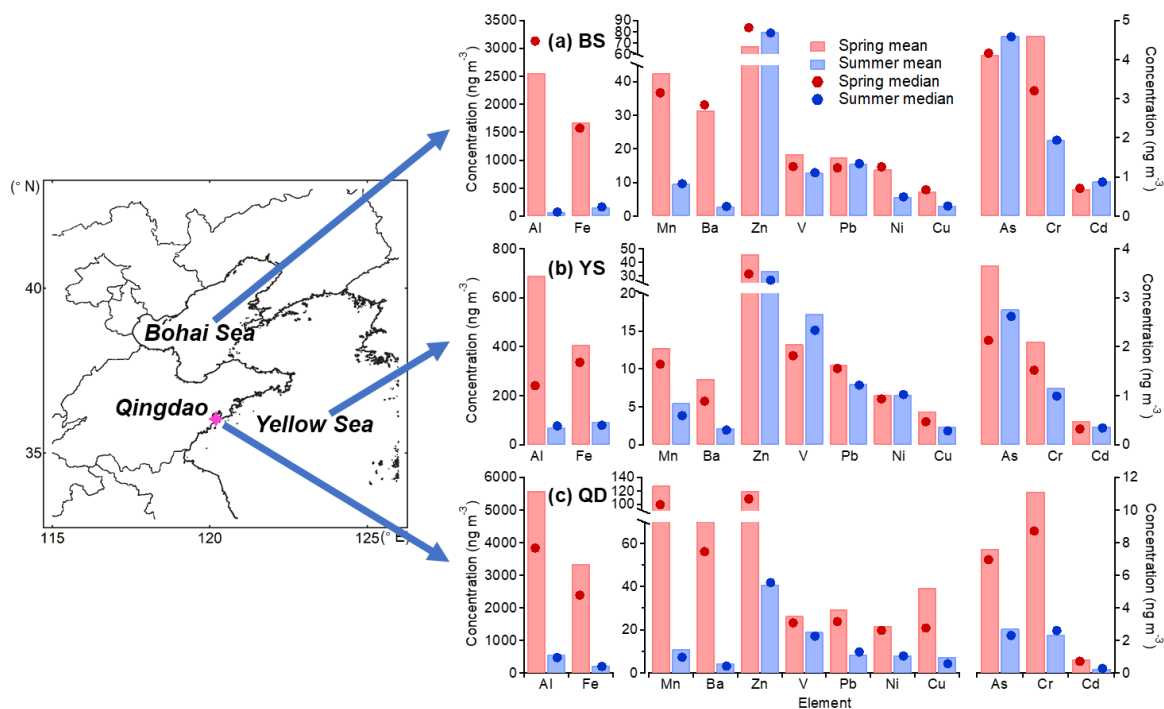 (° N)
40
35
115
120
125(° E)
Bohai Sea
Qingdao
Yellow Sea
(a) BS
Concentration (ng m⁻³)
3500
3000
2500
2000
1500
1000
500
0
Al
Fe
90
80
70
60
40
30
20
10
0
Mn
Ba
Zn
V
Pb
Ni
Cu
Spring mean
Summer mean
Spring median
Summer median
5
4
3
2
1
0
As
Cr
Cd
Concentration (ng m⁻³)
(b) YS
Concentration (ng m⁻³)
800
600
400
200
0
Al
Fe
50
40
30
20
20
15
10
5
0
Mn
Ba
Zn
V
Pb
Ni
Cu
4
3
2
1
0
As
Cr
Cd
Concentration (ng m⁻³)
(c) QD
Concentration (ng m⁻³)
6000
5000
4000
3000
2000
1000
0
Al
Fe
140
120
100
60
40
20
0
Mn
Ba
Zn
V
Pb
Ni
Cu
12
10
8
6
4
2
0
As
Cr
Cd
Concentration (ng m⁻³)
Element